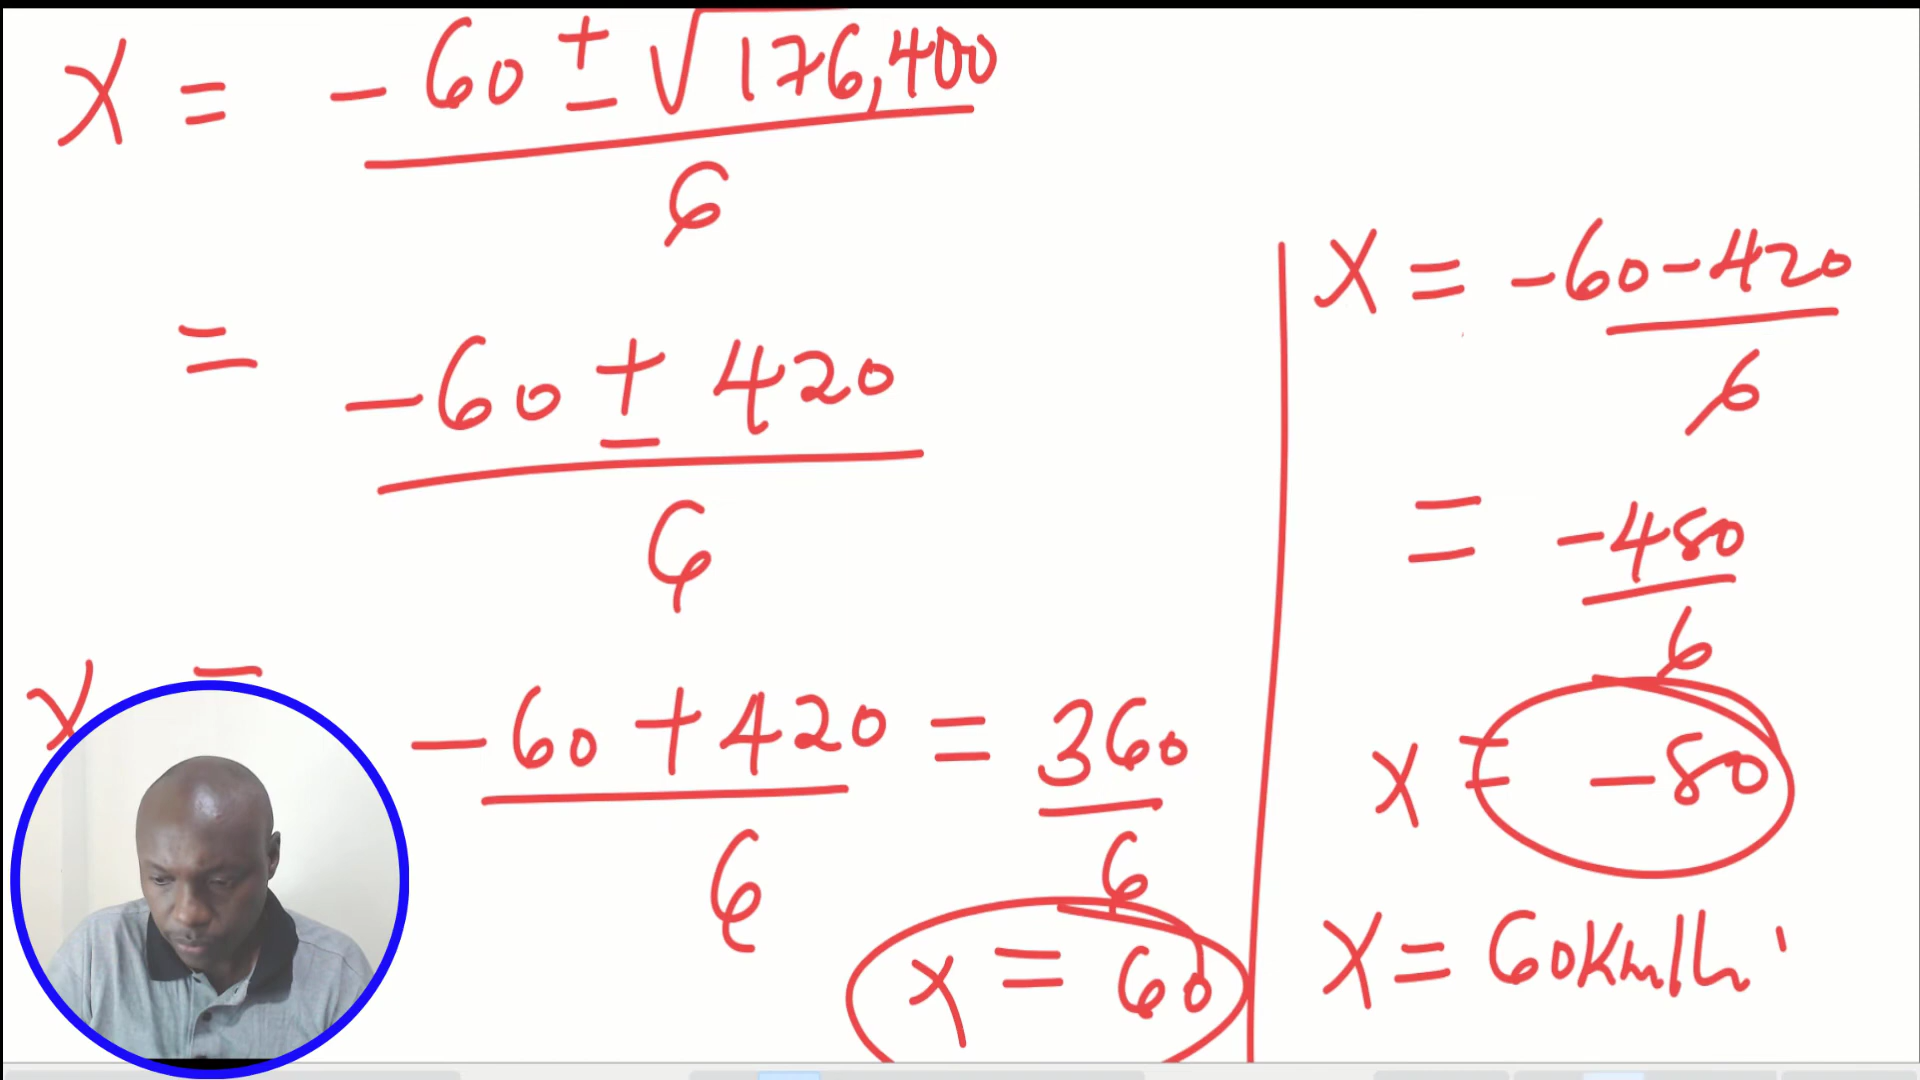 x = -60 ± √176,400
6
= -60 ± 420
6
x = -60 + 420 = 360
6 6
x = 60
x = -60 - 420
6
= -480
6
x = -80
x = 60km/h